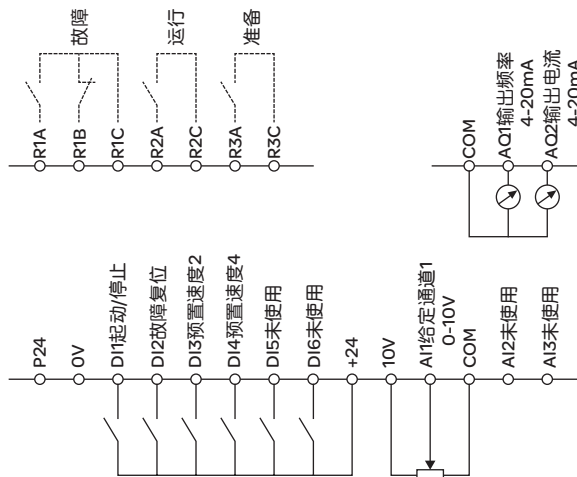 故障
运行
准备
R1A
R1B
R1C
R2A
R2C
R3A
R3C
COM
AQ1输出频率
4-20mA
AQ2输出电流
4-20mA
P24
0V
DI1起动/停止
DI2故障复位
DI3预置速度2
DI4预置速度4
DI5未使用
DI6未使用
+24
10V
AI1给定通道1
0-10V
COM
AI2未使用
AI3未使用